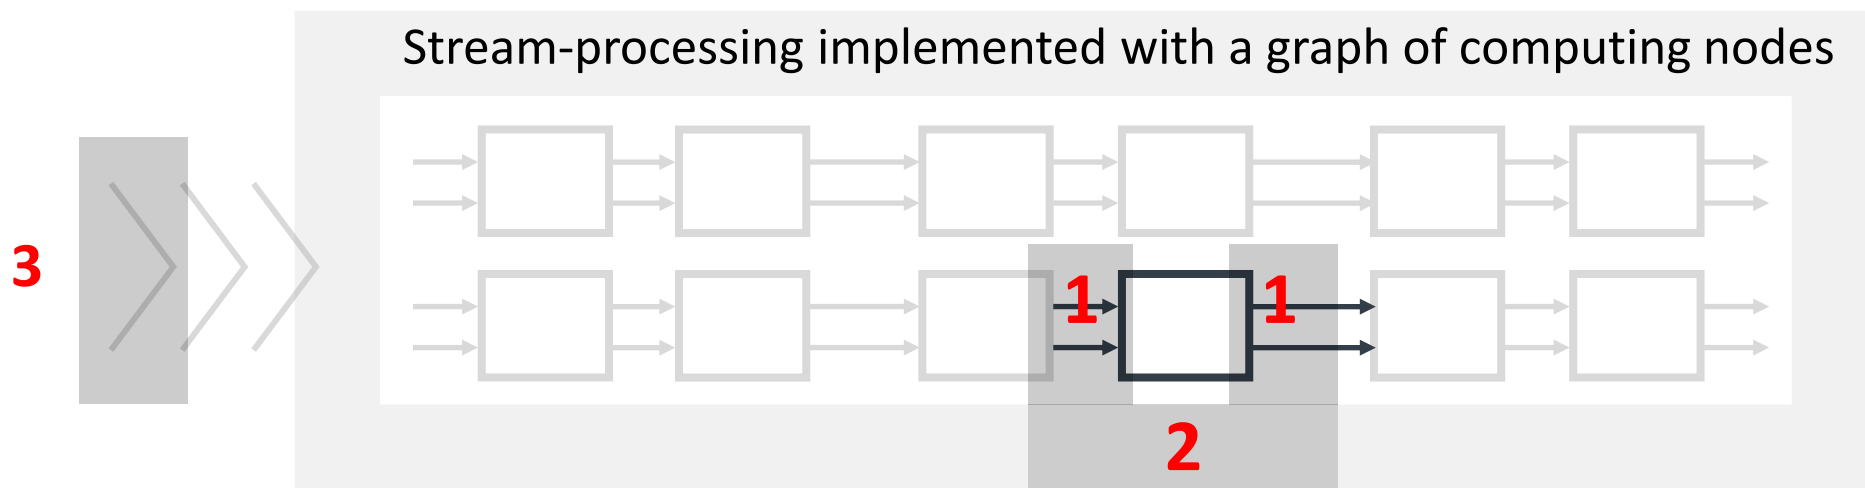 Stream-processing implemented with a graph of computing nodes
3
1 1
2